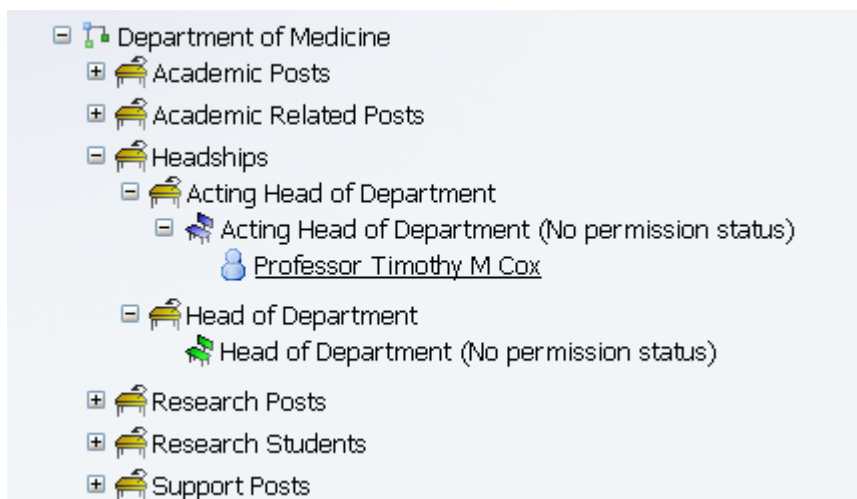 Department of Medicine
Academic Posts
Academic Related Posts
Headships
Acting Head of Department
Acting Head of Department (No permission status)
Professor Timothy M Cox
Head of Department
Head of Department (No permission status)
Research Posts
Research Students
Support Posts